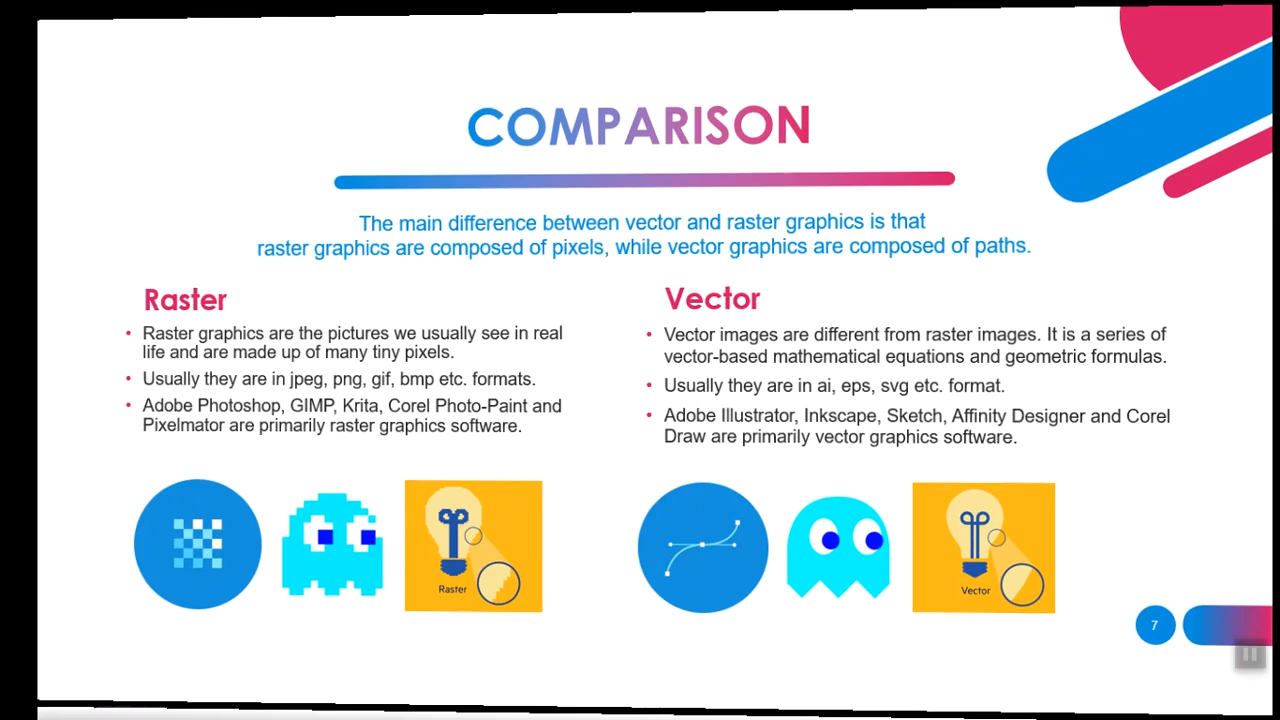 COMPARISON
The main difference between vector and raster graphics is that
raster graphics are composed of pixels, while vector graphics are composed of paths.
Raster
• Raster graphics are the pictures we usually see in real
life and are made up of many tiny pixels.
• Usually they are in jpeg, png, gif, bmp etc. formats.
• Adobe Photoshop, GIMP, Krita, Corel Photo-Paint and
Pixelmator are primarily raster graphics software.
Raster
Vector
• Vector images are different from raster images. It is a series of
vector-based mathematical equations and geometric formulas.
• Usually they are in ai, eps, svg etc. format.
• Adobe Illustrator, Inkscape, Sketch, Affinity Designer and Corel
Draw are primarily vector graphics software.
Vector
7